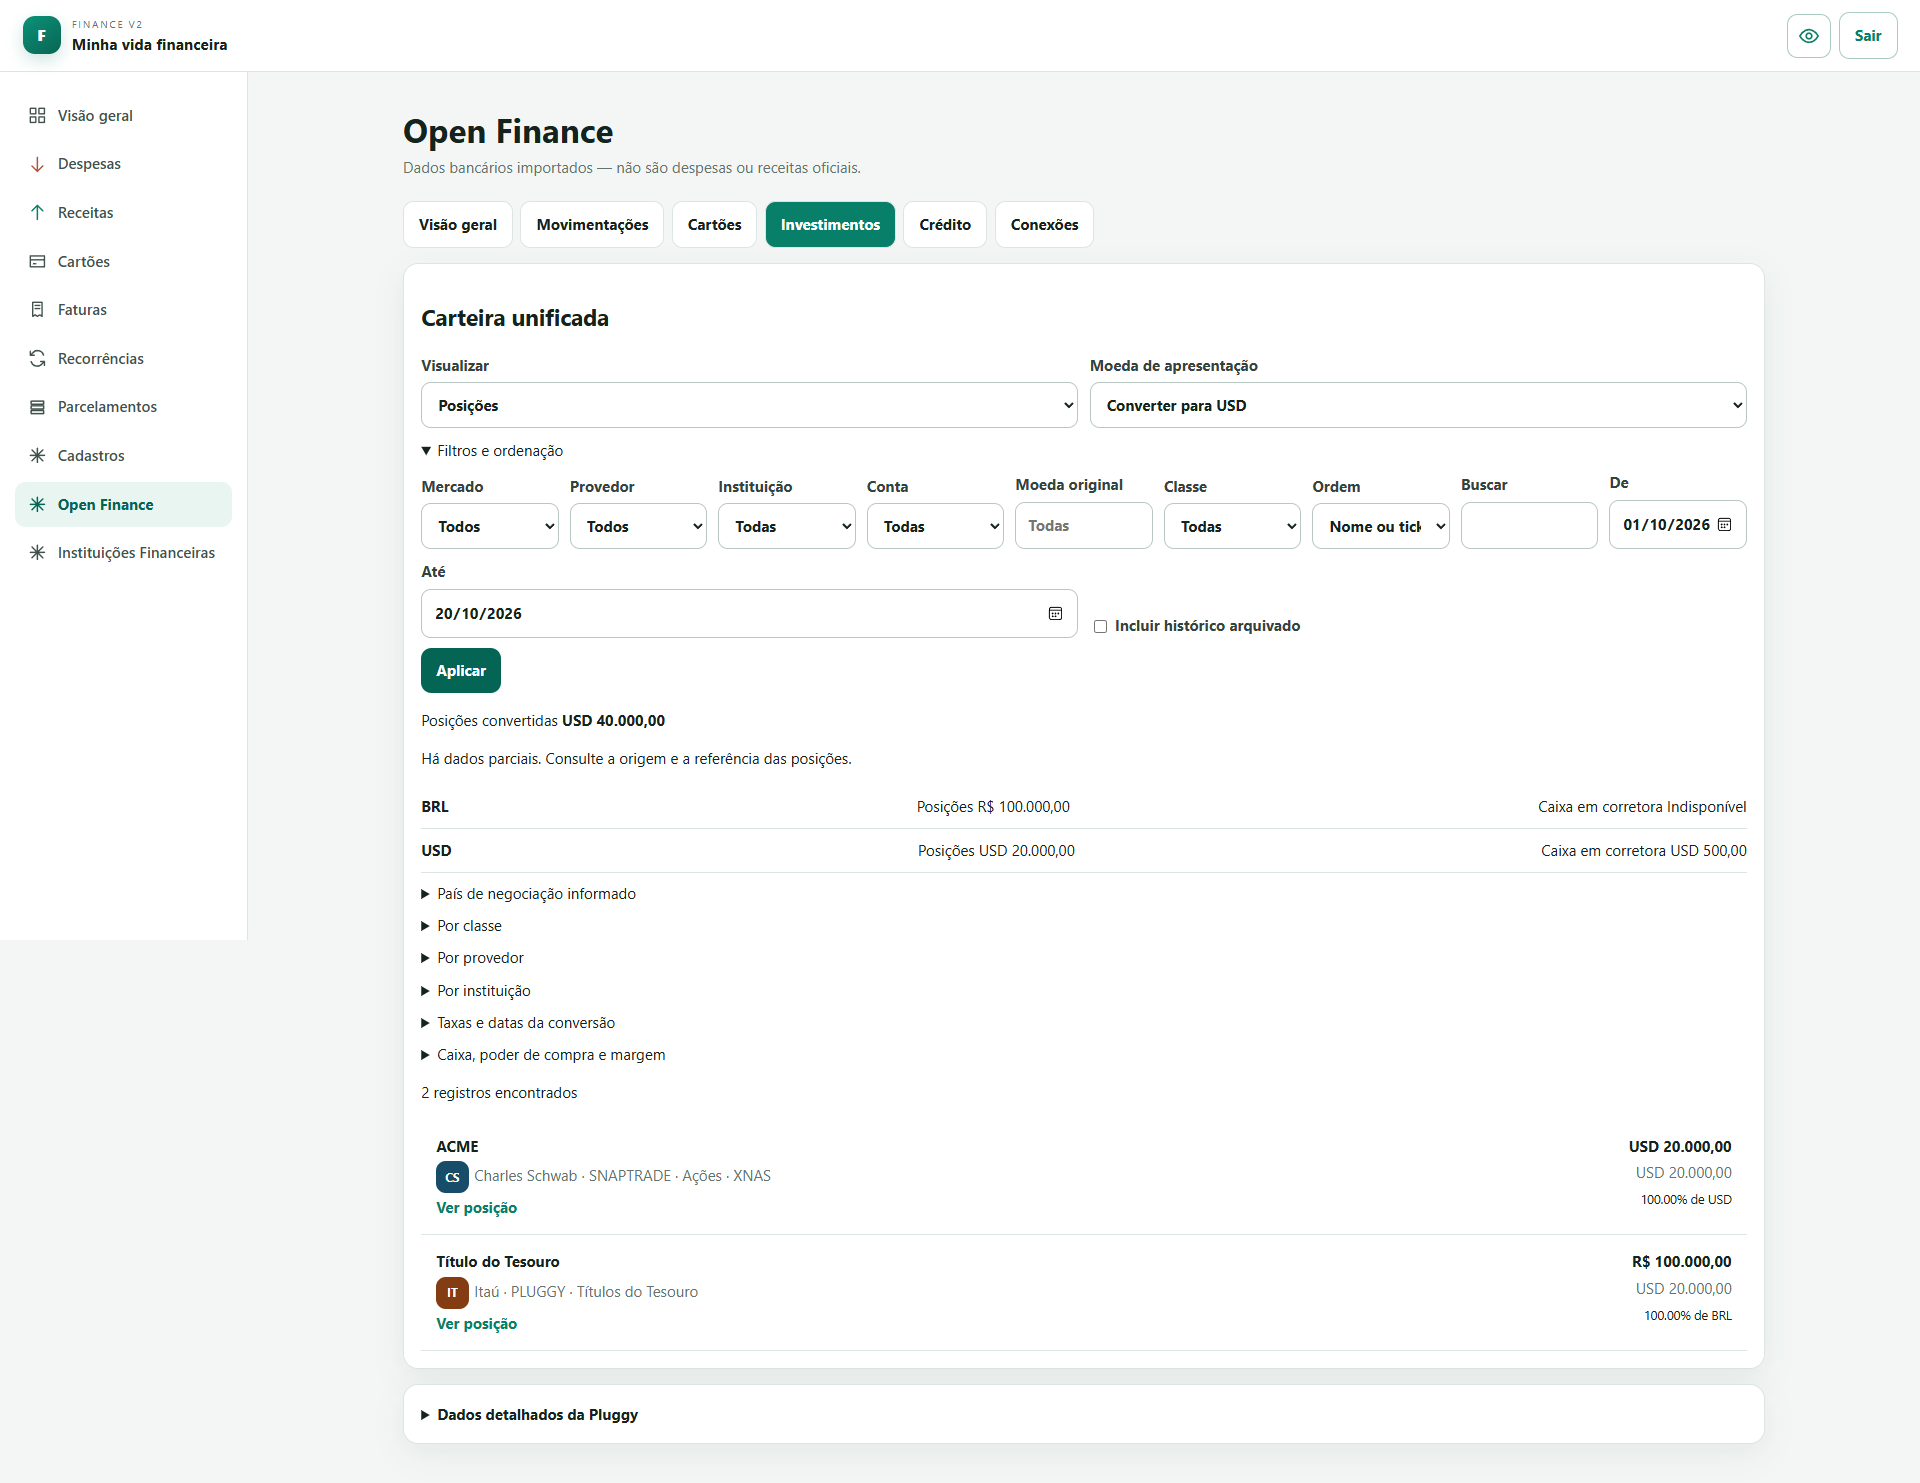 F
FINANCE V2
Minha vida financeira
Sair
Visão geral
Despesas
Receitas
Cartões
Faturas
Recorrências
Parcelamentos
Cadastros
Open Finance
Instituições Financeiras
Open Finance
Dados bancários importados — não são despesas ou receitas oficiais.
Visão geral
Movimentações
Cartões
Investimentos
Crédito
Conexões
Carteira unificada
Visualizar
Moeda de apresentação
Posições
Converter para USD
Filtros e ordenação
Mercado
Provedor
Instituição
Conta
Moeda original
Classe
Ordem
Buscar
De
Todos
Todos
Todas
Todas
Todas
Todas
Nome ou tick
01/10/2026
Até
20/10/2026
Incluir histórico arquivado
Aplicar
Posições convertidas USD 40.000,00
Há dados parciais. Consulte a origem e a referência das posições.
BRL Posições R$ 100.000,00 Caixa em corretora Indisponível
USD Posições USD 20.000,00 Caixa em corretora USD 500,00
País de negociação informado
Por classe
Por provedor
Por instituição
Taxas e datas da conversão
Caixa, poder de compra e margem
2 registros encontrados
ACME
USD 20.000,00
CS
Charles Schwab · SNAPTRADE · Ações · XNAS
USD 20.000,00
100.00% de USD
Ver posição
Título do Tesouro
R$ 100.000,00
IT
Itaú · PLUGGY · Títulos do Tesouro
USD 20.000,00
100.00% de BRL
Ver posição
Dados detalhados da Pluggy